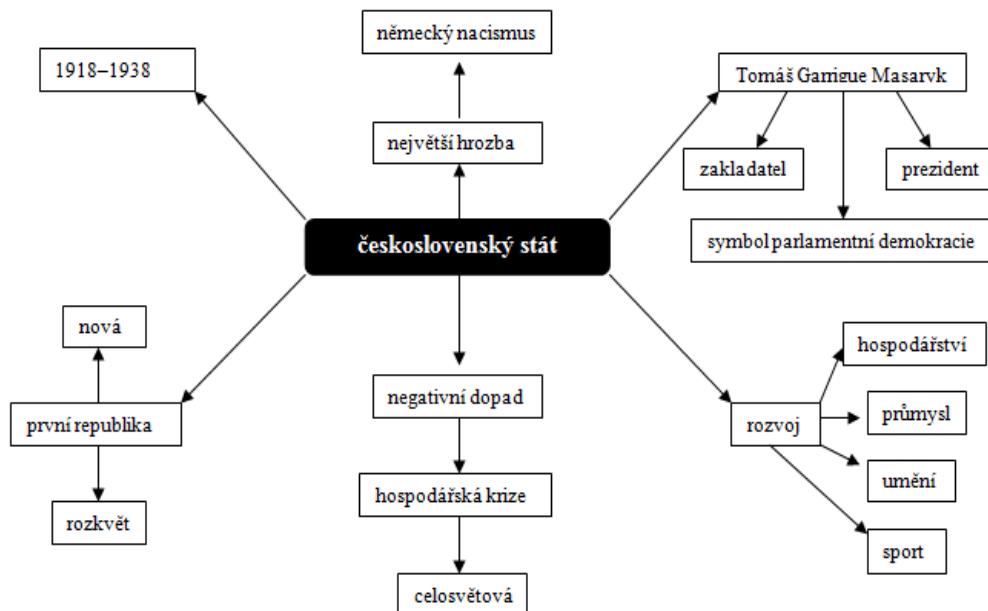 německý nacismus
1918–1938
Tomáš Garrigue Masaryk
největší hrozba
zakladatel
prezident
československý stát
symbol parlamentní demokracie
nová
hospodářství
negativní dopad
první republika
rozvoj
průmysl
umění
hospodářská krize
rozkvět
sport
celosvětová